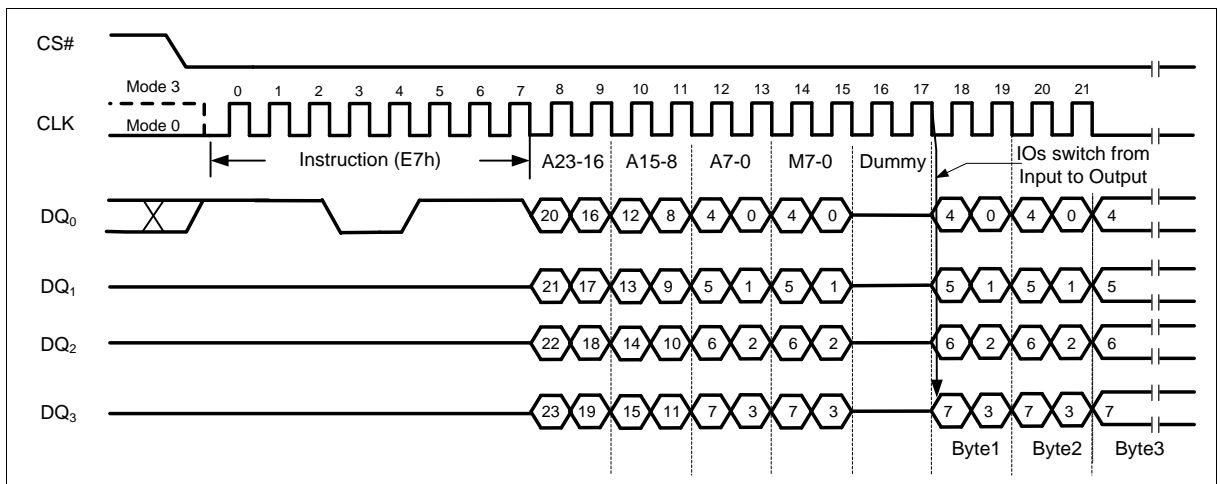 CS#
Mode 3
CLK
Mode 0
0 1 2 3 4 5 6 7 8 9 10 11 12 13 14 15 16 17 18 19 20 21
Instruction (E7h)
A23-16 A15-8 A7-0 M7-0 Dummy
IOs switch from
Input to Output
DQ0
20 16 12 8 4 0 4 0 4 0 4 0 4
DQ1
21 17 13 9 5 1 5 1 5 1 5 1 5
DQ2
22 18 14 10 6 2 6 2 6 2 6 2 6
DQ3
23 19 15 11 7 3 7 3 7 3 7 3 7
Byte1 Byte2 Byte3